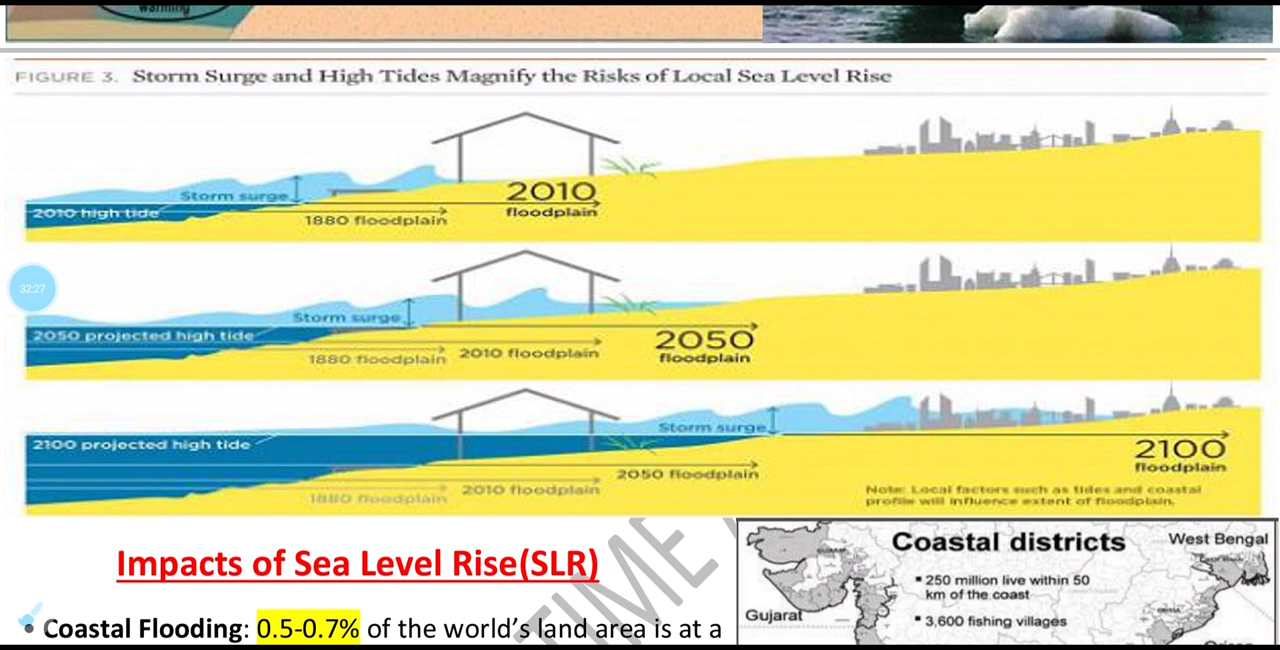 warming
FIGURE 3. Storm Surge and High Tides Magnify the Risks of Local Sea Level Rise
Storm surge
2010 high tide
2010
floodplain
1880 floodplain
32:27
Storm surge
2050 projected high tide
1880 floodplain
2010 floodplain
2050
floodplain
Storm surge
2100 projected high tide
2100
floodplain
2050 floodplain
2010 floodplain
1880 floodplain
Note: Local factors such as tides and coastal
profile will influence extent of floodplain.
Impacts of Sea Level Rise(SLR)
• Coastal Flooding: 0.5-0.7% of the world's land area is at a
TIME
Coastal districts
West Bengal
▪ 250 million live within 50
km of the coast
▪ 3,600 fishing villages
Gujarat